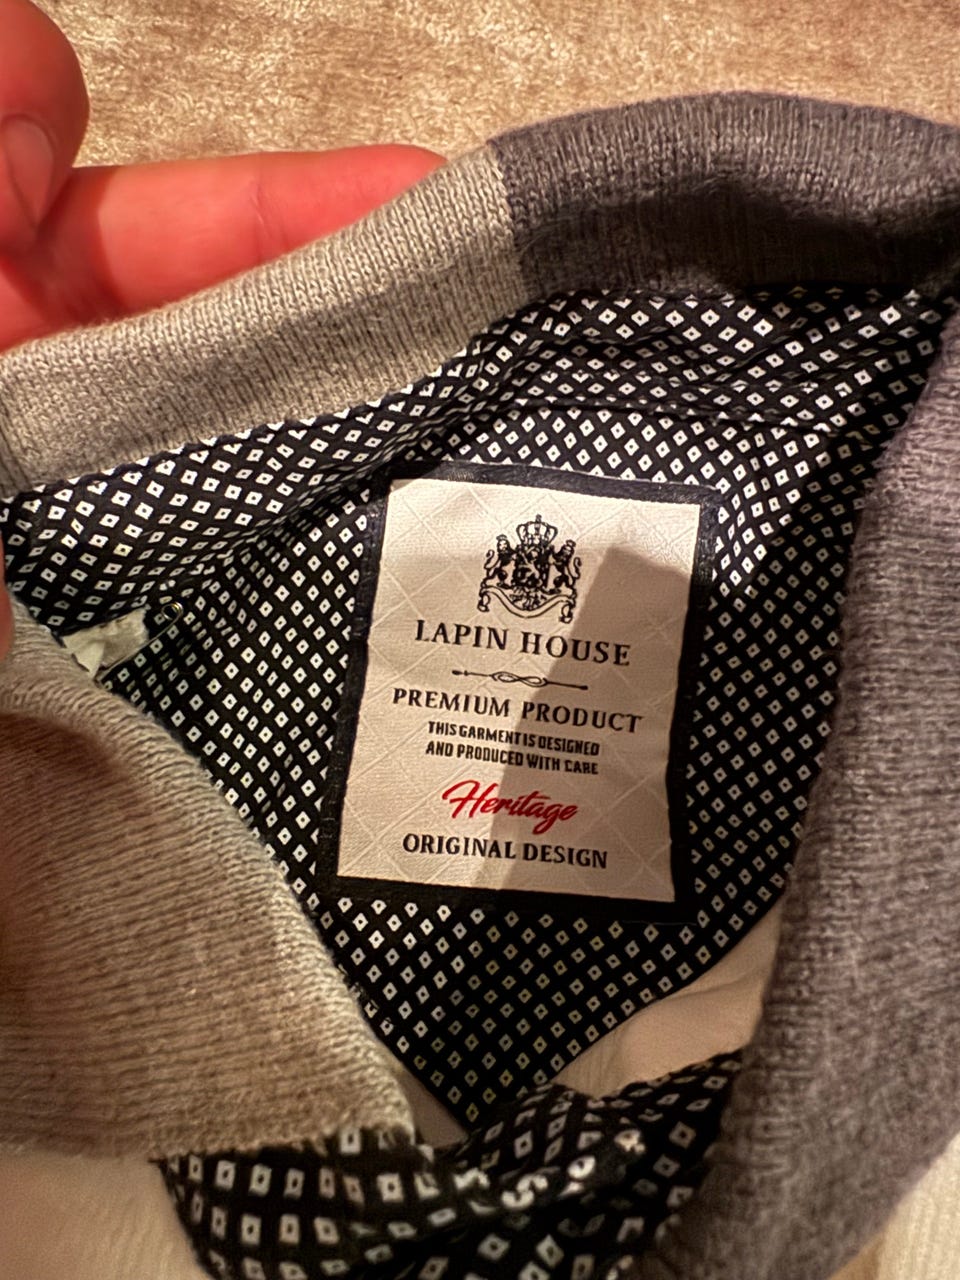 LAPIN HOUSE
PREMIUM PRODUCT
THIS GARMENT IS DESIGNED
AND PRODUCED WITH CARE
Heritage
ORIGINAL DESIGN